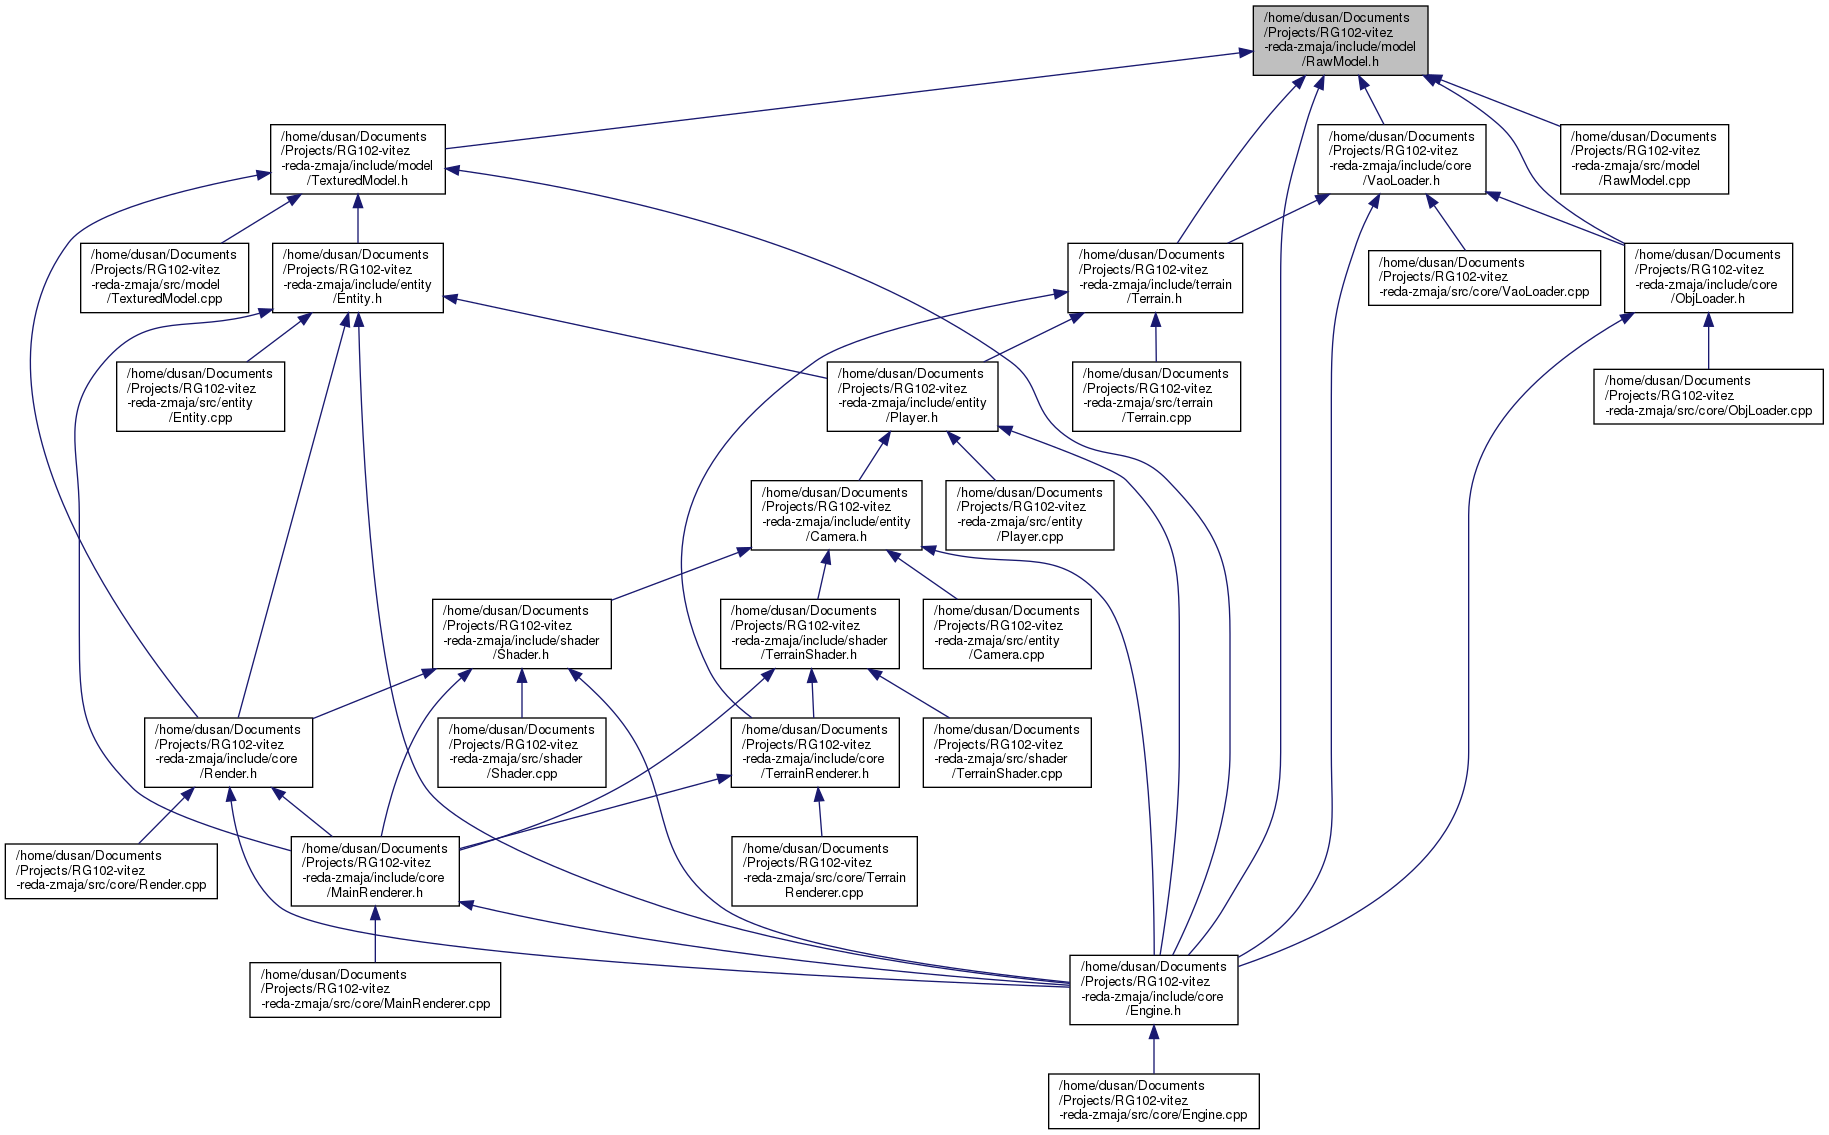 /home/dusan/Documents
/Projects/RG102-vitez
-reda-zmaja/include/model
/RawModel.h
/home/dusan/Documents
/Projects/RG102-vitez
-reda-zmaja/include/model
/TexturedModel.h
/home/dusan/Documents
/Projects/RG102-vitez
-reda-zmaja/include/core
/VaoLoader.h
/home/dusan/Documents
/Projects/RG102-vitez
-reda-zmaja/src/model
/RawModel.cpp
/home/dusan/Documents
/Projects/RG102-vitez
-reda-zmaja/src/model
/TexturedModel.cpp
/home/dusan/Documents
/Projects/RG102-vitez
-reda-zmaja/include/entity
/Entity.h
/home/dusan/Documents
/Projects/RG102-vitez
-reda-zmaja/include/terrain
/Terrain.h
/home/dusan/Documents
/Projects/RG102-vitez
-reda-zmaja/src/core/VaoLoader.cpp
/home/dusan/Documents
/Projects/RG102-vitez
-reda-zmaja/include/core
/ObjLoader.h
/home/dusan/Documents
/Projects/RG102-vitez
-reda-zmaja/src/entity
/Entity.cpp
/home/dusan/Documents
/Projects/RG102-vitez
-reda-zmaja/include/entity
/Player.h
/home/dusan/Documents
/Projects/RG102-vitez
-reda-zmaja/src/terrain
/Terrain.cpp
/home/dusan/Documents
/Projects/RG102-vitez
-reda-zmaja/src/core/ObjLoader.cpp
/home/dusan/Documents
/Projects/RG102-vitez
-reda-zmaja/include/entity
/Camera.h
/home/dusan/Documents
/Projects/RG102-vitez
-reda-zmaja/src/entity
/Player.cpp
/home/dusan/Documents
/Projects/RG102-vitez
-reda-zmaja/include/shader
/Shader.h
/home/dusan/Documents
/Projects/RG102-vitez
-reda-zmaja/include/shader
/TerrainShader.h
/home/dusan/Documents
/Projects/RG102-vitez
-reda-zmaja/src/entity
/Camera.cpp
/home/dusan/Documents
/Projects/RG102-vitez
-reda-zmaja/include/core
/Render.h
/home/dusan/Documents
/Projects/RG102-vitez
-reda-zmaja/src/shader
/Shader.cpp
/home/dusan/Documents
/Projects/RG102-vitez
-reda-zmaja/include/core
/TerrainRenderer.h
/home/dusan/Documents
/Projects/RG102-vitez
-reda-zmaja/src/shader
/TerrainShader.cpp
/home/dusan/Documents
/Projects/RG102-vitez
-reda-zmaja/src/core/Render.cpp
/home/dusan/Documents
/Projects/RG102-vitez
-reda-zmaja/include/core
/MainRenderer.h
/home/dusan/Documents
/Projects/RG102-vitez
-reda-zmaja/src/core/Terrain
Renderer.cpp
/home/dusan/Documents
/Projects/RG102-vitez
-reda-zmaja/src/core/MainRenderer.cpp
/home/dusan/Documents
/Projects/RG102-vitez
-reda-zmaja/include/core
/Engine.h
/home/dusan/Documents
/Projects/RG102-vitez
-reda-zmaja/src/core/Engine.cpp